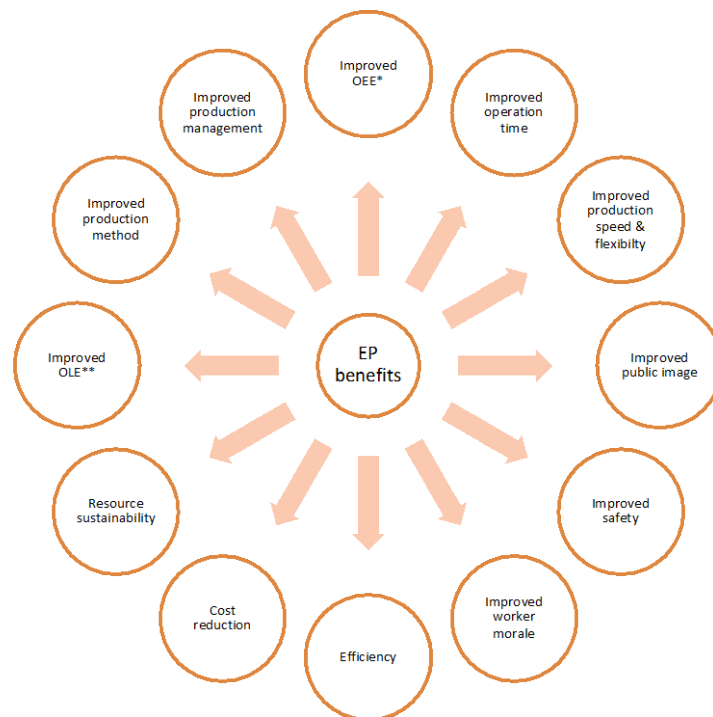 Improved
OEE*
Improved
operation
time
Improved
production
speed &
flexibilty
Improved
public image
Improved
safety
Improved
worker
morale
Efficiency
Cost
reduction
Resource
sustainability
Improved
OLE**
Improved
production
method
Improved
production
management
EP
benefits